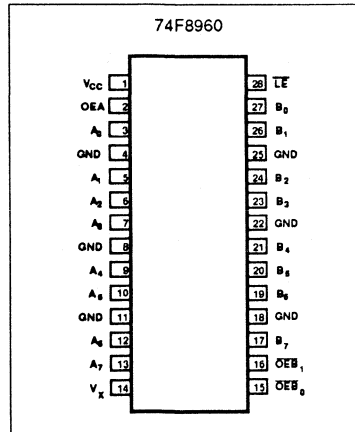 74F8960
VCC 1 28 LE
OEA 2 27 B0
A0 3 26 B1
GND 4 25 GND
A1 5 24 B2
A2 6 23 B3
A3 7 22 GND
GND 8 21 B4
A4 9 20 B5
A5 10 19 B6
GND 11 18 GND
A6 12 17 B7
A7 13 16 OEB1
VX 14 15 OEB0